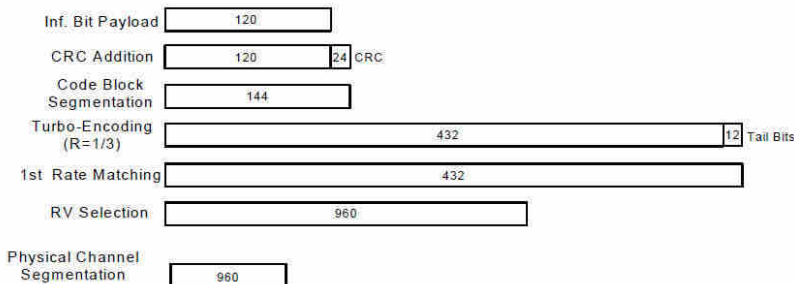 Inf. Bit Payload 120
CRC Addition 120 24 CRC
Code Block
Segmentation 144
Turbo-Encoding
(R=1/3) 432 12 Tail Bits
1st Rate Matching 432
RV Selection 960
Physical Channel
Segmentation 960